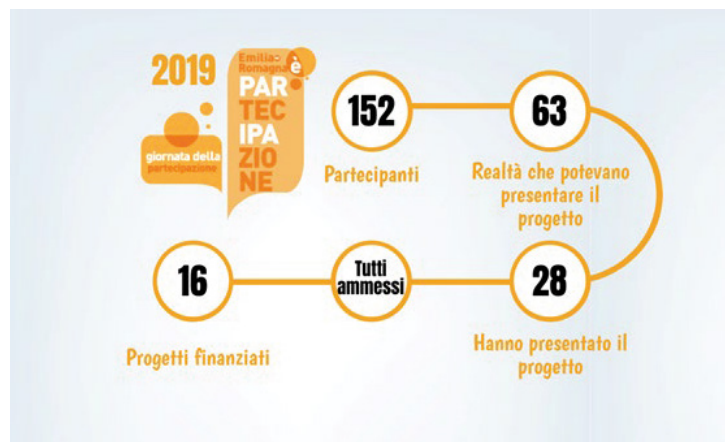 2019
giornata della
partecipazione
Emilia
Romagna è
PAR
TEC
IPA
ZIO
NE
152
Partecipanti
63
Realtà che potevano
presentare il
progetto
28
Hanno presentato il
progetto
Tutti
ammessi
16
Progetti finanziati